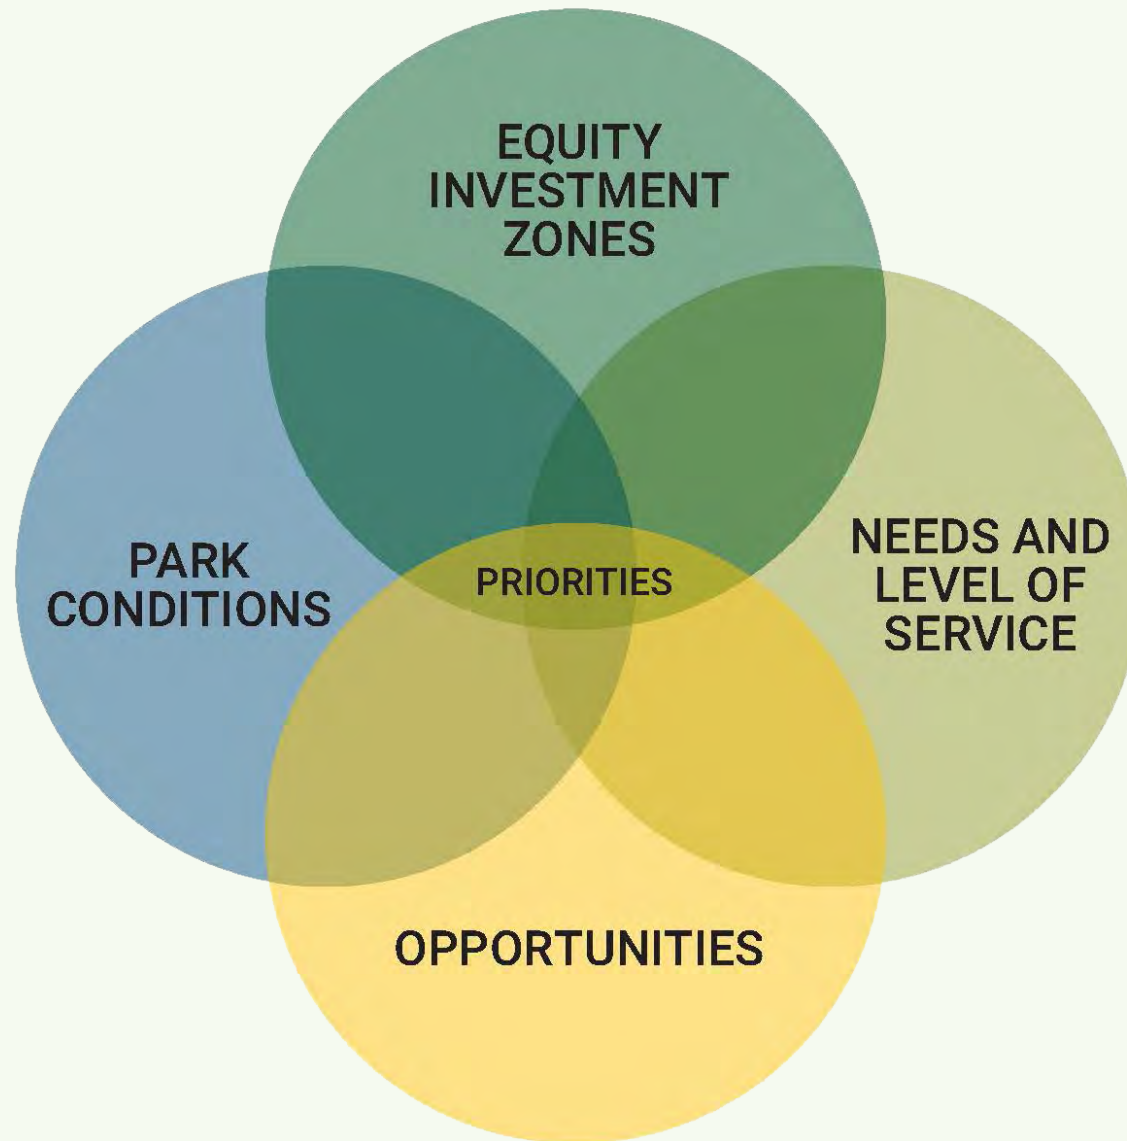 EQUITY
INVESTMENT
ZONES
PARK
CONDITIONS
PRIORITIES
NEEDS AND
LEVEL OF
SERVICE
OPPORTUNITIES